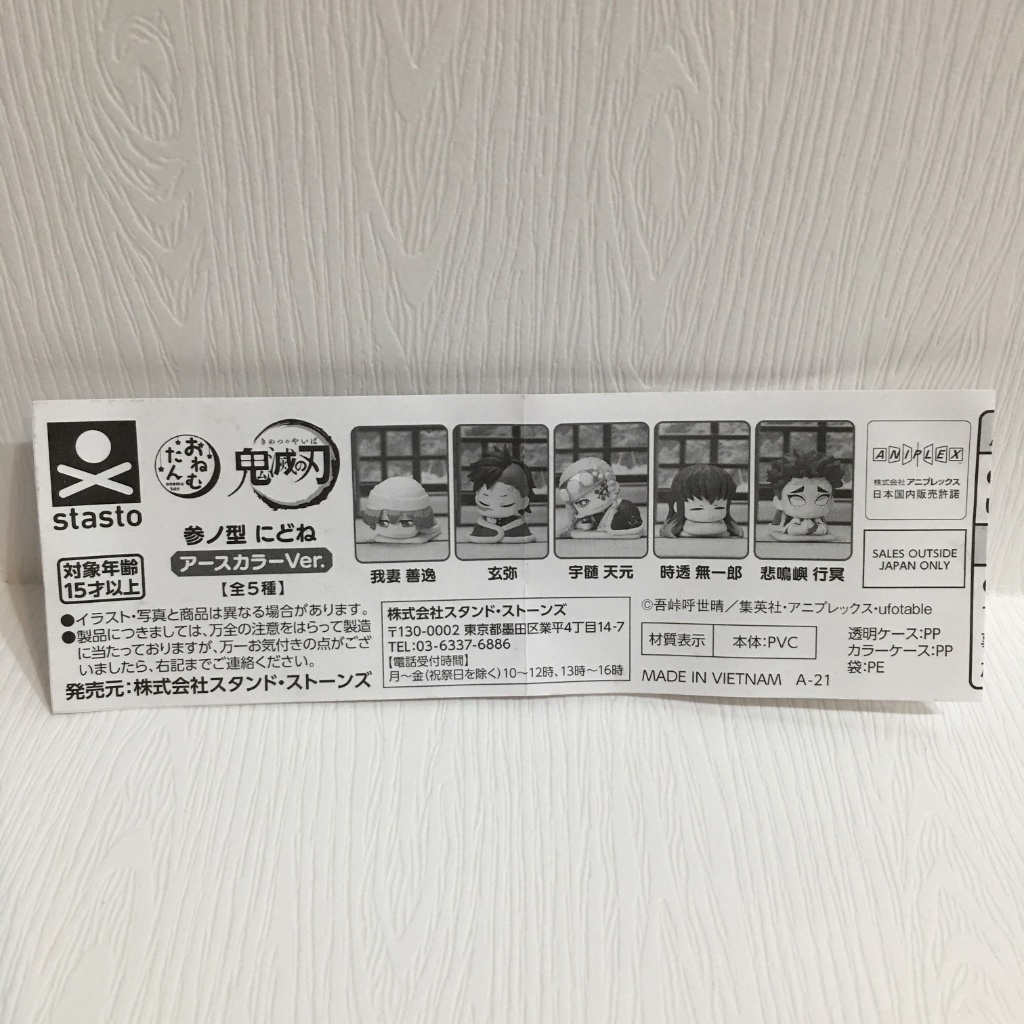 stasto
対象年齢
15才以上
おねむ
たん
onemutan
きめつのやいば
鬼滅の刃
参ノ型 にどね
アースカラーVer.
【全5種】
●イラスト・写真と商品は異なる場合があります。
●製品につきましては、万全の注意をはらって製造
に当たっておりますが、万一お気付きの点がござ
いましたら、右記までご連絡ください。
発売元:株式会社スタンド・ストーンズ
我妻 善逸
玄弥
宇髄 天元
時透 無一郎
悲鳴嶼 行冥
株式会社スタンド・ストーンズ
〒130-0002 東京都墨田区業平4丁目14-7
TEL:03-6337-6886
【電話受付時間】
月~金(祝祭日を除く)10~12時、13時~16時
ANIPLEX
株式会社 アニプレックス
日本国内販売許諾
SALES OUTSIDE
JAPAN ONLY
©吾峠呼世晴/集英社・アニプレックス・ufotable
材質表示 本体:PVC
透明ケース:PP
カラーケース:PP
袋:PE
MADE IN VIETNAM A-21